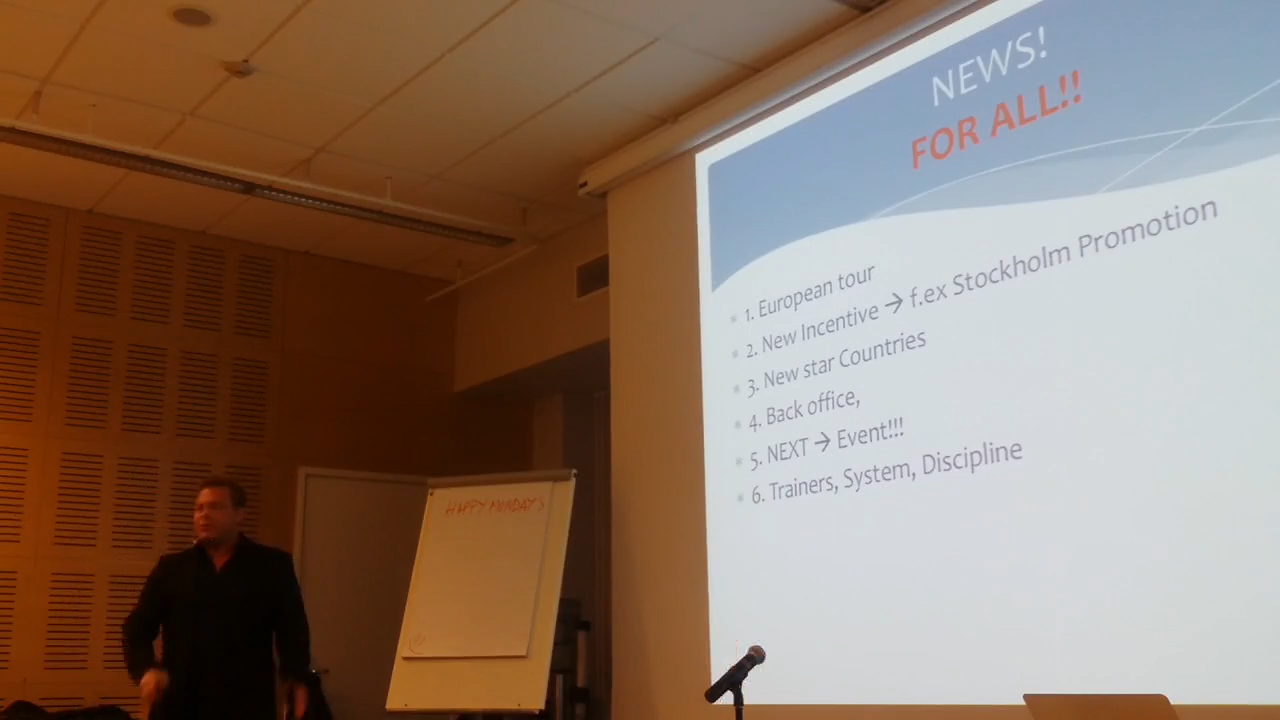 NEWS!
FOR ALL!!
1. European tour
2. New Incentive → f.ex Stockholm Promotion
3. New star Countries
4. Back office,
5. NEXT → Event!!!
6. Trainers, System, Discipline
HAPPY MONDAYS